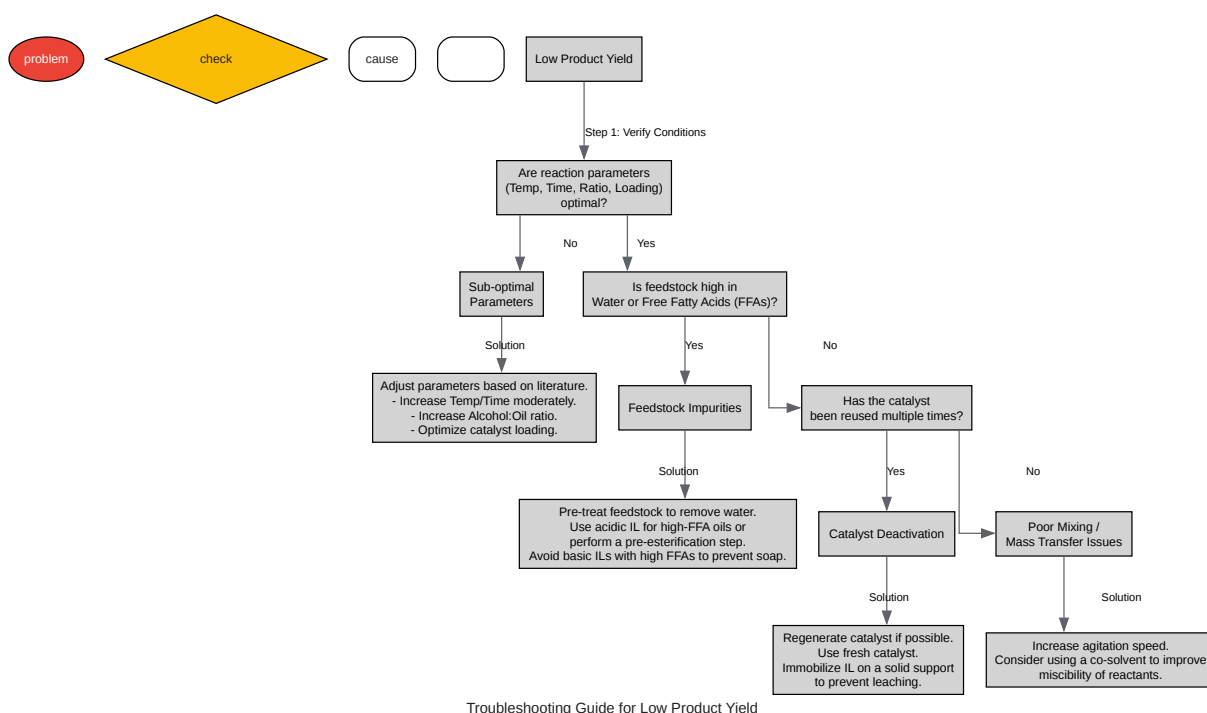 problem
check
cause
Low Product Yield
Step 1: Verify Conditions
Are reaction parameters
(Temp, Time, Ratio, Loading)
optimal?
No
Yes
Sub-optimal
Parameters
Is feedstock high in
Water or Free Fatty Acids (FFAs)?
Solution
Yes
No
Adjust parameters based on literature.
- Increase Temp/Time moderately.
- Increase Alcohol:Oil ratio.
- Optimize catalyst loading.
Feedstock Impurities
Has the catalyst
been reused multiple times?
Solution
Yes
No
Pre-treat feedstock to remove water.
Use acidic IL for high-FFA oils or
perform a pre-esterification step.
Avoid basic ILs with high FFAs to prevent soap.
Catalyst Deactivation
Poor Mixing /
Mass Transfer Issues
Solution
Solution
Regenerate catalyst if possible.
Use fresh catalyst.
Immobilize IL on a solid support
to prevent leaching.
Increase agitation speed.
Consider using a co-solvent to improve
miscibility of reactants.
Troubleshooting Guide for Low Product Yield